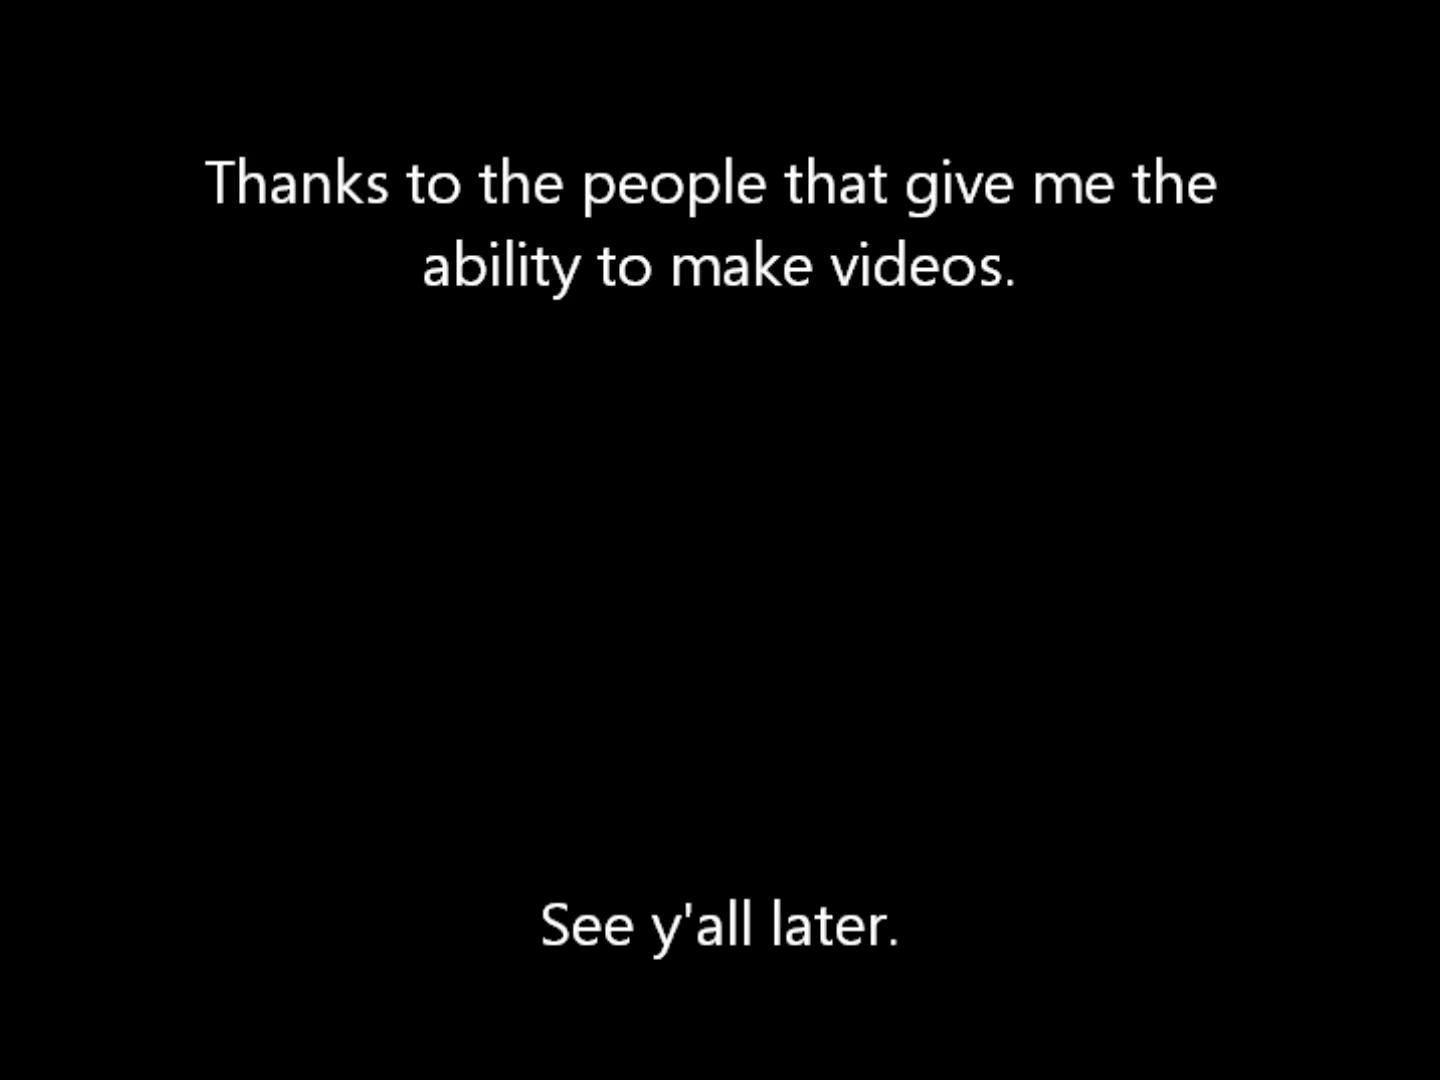 Thanks to the people that give me the
ability to make videos.
See y'all later.